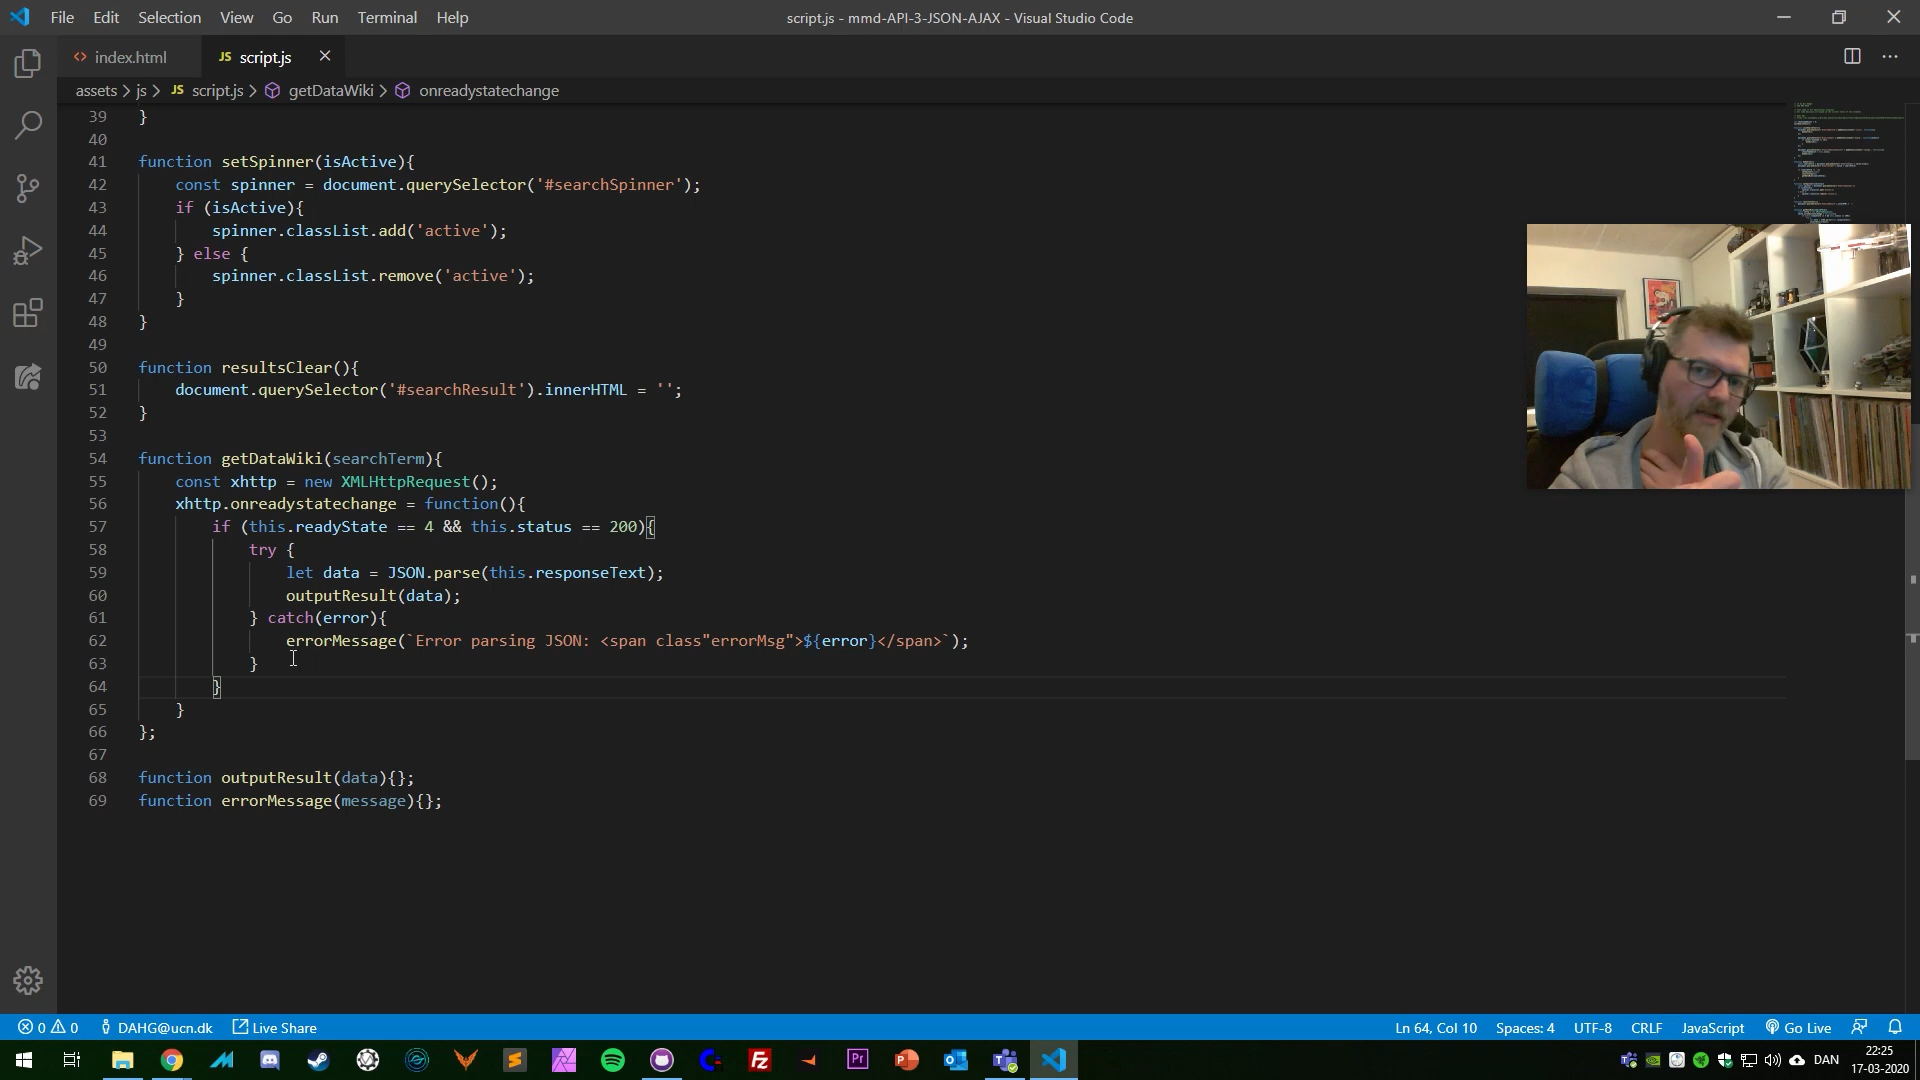 File Edit Selection View Go Run Terminal Help
script.js - mmd-API-3-JSON-AJAX - Visual Studio Code
<> index.html
JS script.js ×
assets > js > JS script.js > getDataWiki > onreadystatechange
39 }
40
41 function setSpinner(isActive){
42 const spinner = document.querySelector('#searchSpinner');
43 if (isActive){
44 spinner.classList.add('active');
45 } else {
46 spinner.classList.remove('active');
47 }
48 }
49
50 function resultsClear(){
51 document.querySelector('#searchResult').innerHTML = '';
52 }
53
54 function getDataWiki(searchTerm){
55 const xhttp = new XMLHttpRequest();
56 xhttp.onreadystatechange = function(){
57 if (this.readyState == 4 && this.status == 200){
58 try {
59 let data = JSON.parse(this.responseText);
60 outputResult(data);
61 } catch(error){
62 errorMessage(`Error parsing JSON: <span class"errorMsg">${error}</span>`);
63 }
64 }
65 }
66 };
67
68 function outputResult(data){};
69 function errorMessage(message){};
0 0 DAHG@ucn.dk Live Share
Ln 64, Col 10 Spaces: 4 UTF-8 CRLF JavaScript Go Live
DAN
22:25
17-03-2020